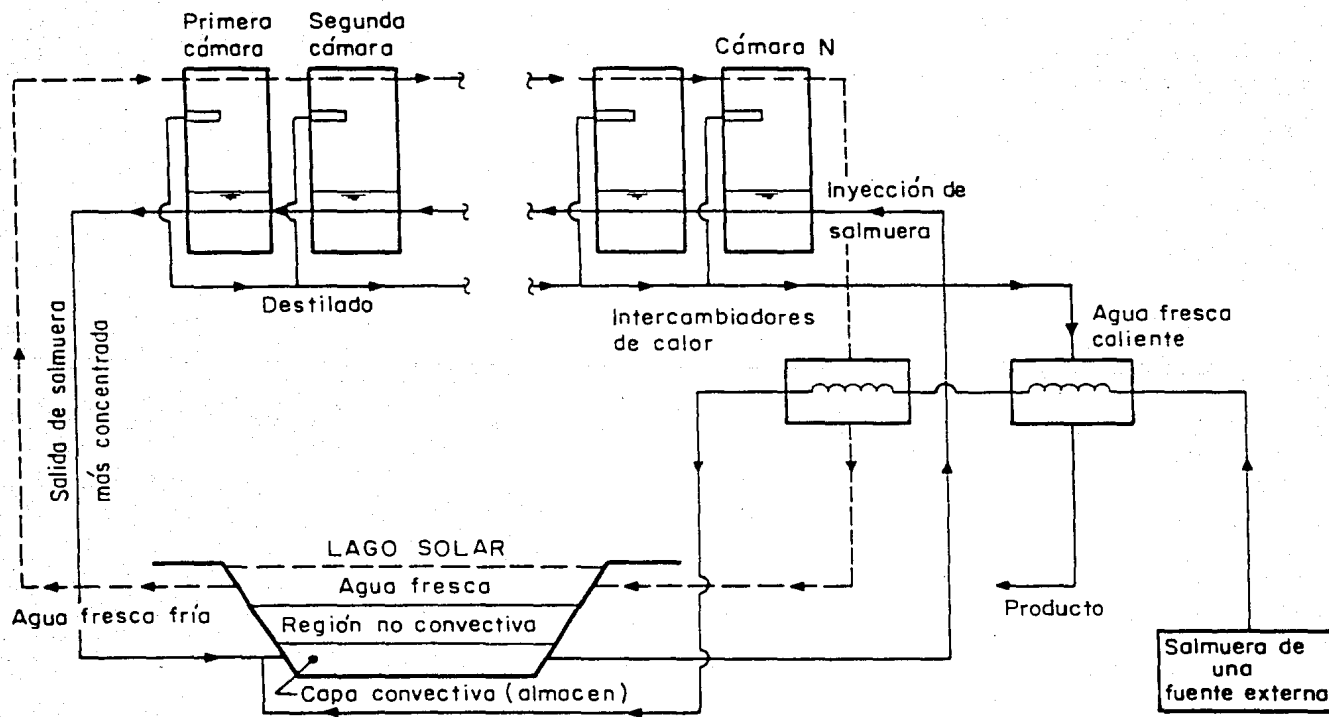 Primera
cámara
Segunda
cámara
Cámara N
Inyección de
salmuera
Destilado
Intercambiadores
de calor
Agua fresca
caliente
Salida de salmuera
más concentrada
LAGO SOLAR
Agua fresca
Agua fresca fría
Región no convectiva
Producto
Capa convectiva (almacen)
Salmuera de
una
fuente externa